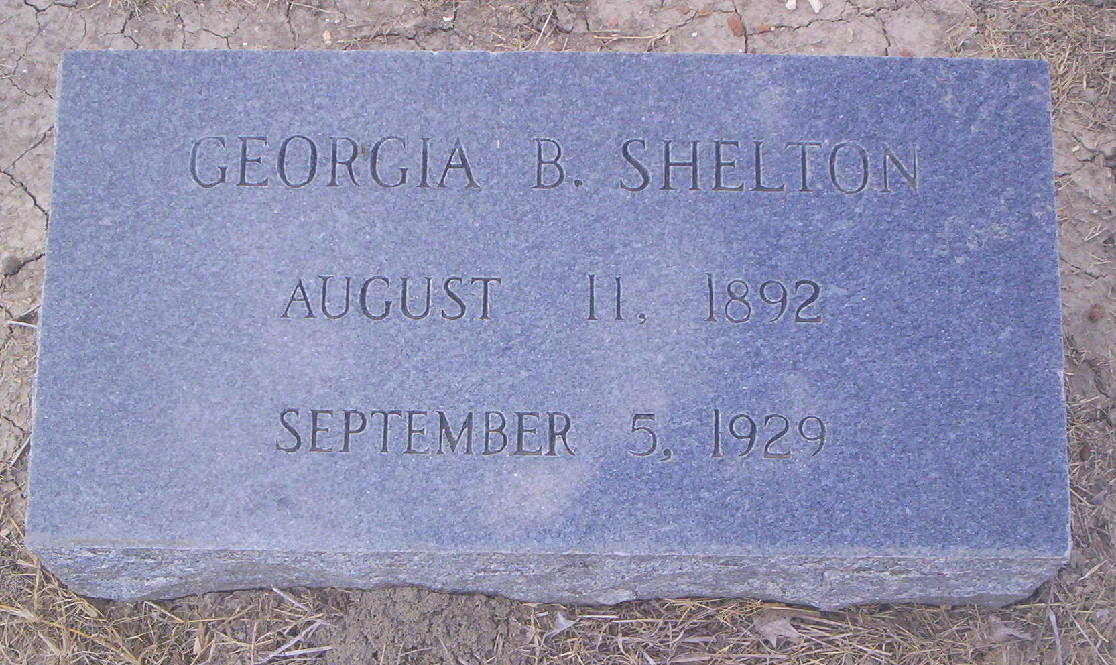 GEORGIA B. SHELTON
AUGUST 11, 1892
SEPTEMBER 5, 1929